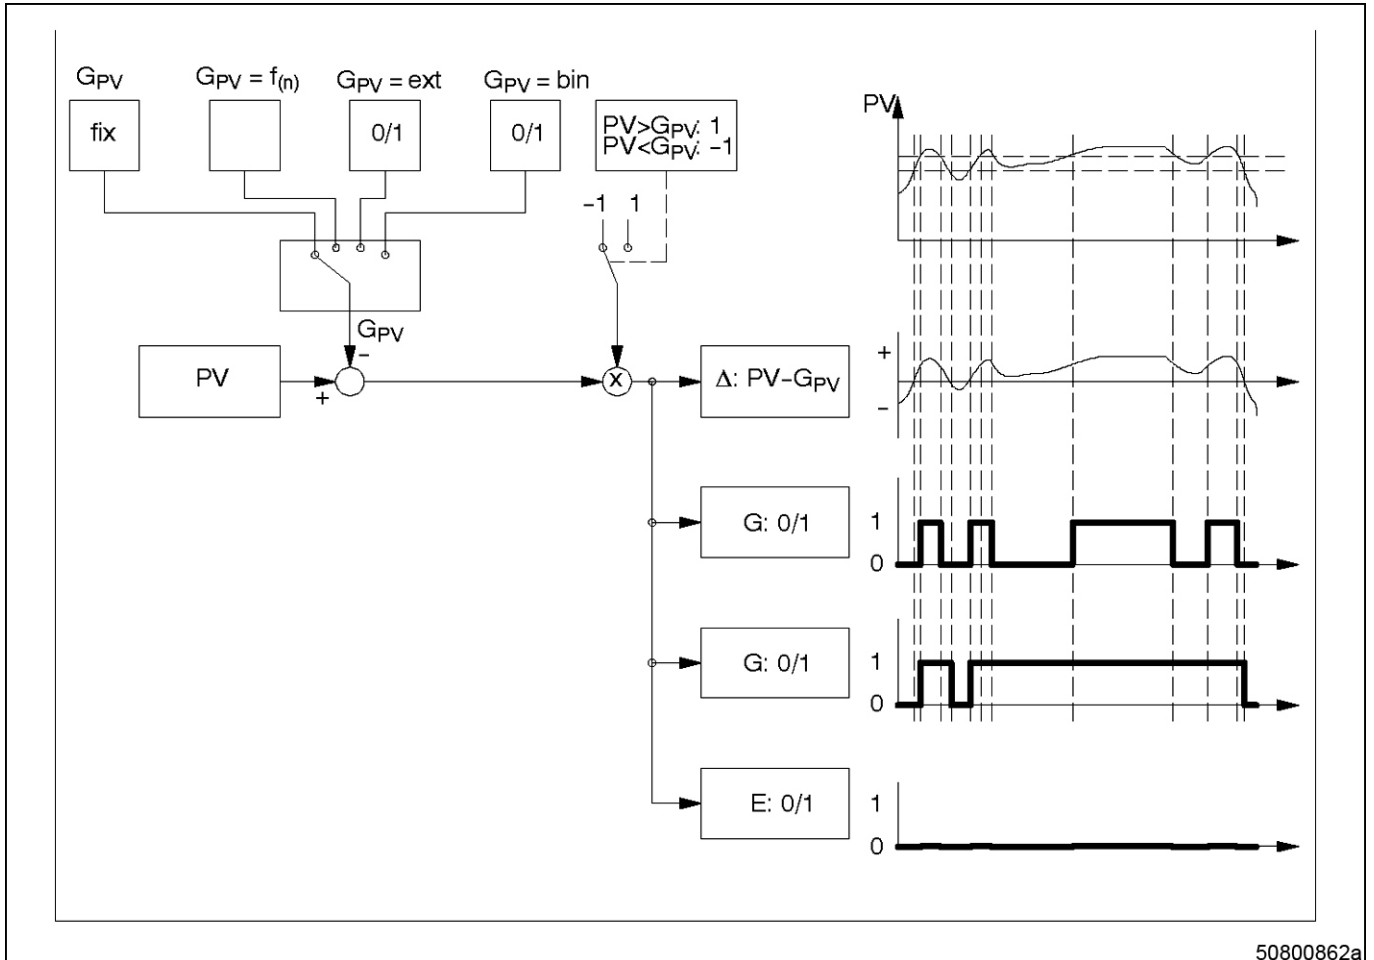 GPV GPV = f(n) GPV = ext GPV = bin
fix 0/1 0/1
PV>GPV: 1
PV<GPV: -1
PV
-1 1
GPV
-
PV
+
x
Δ: PV-GPV
+
-
G: 0/1
1
0
G: 0/1
1
0
E: 0/1
1
0
50800862a